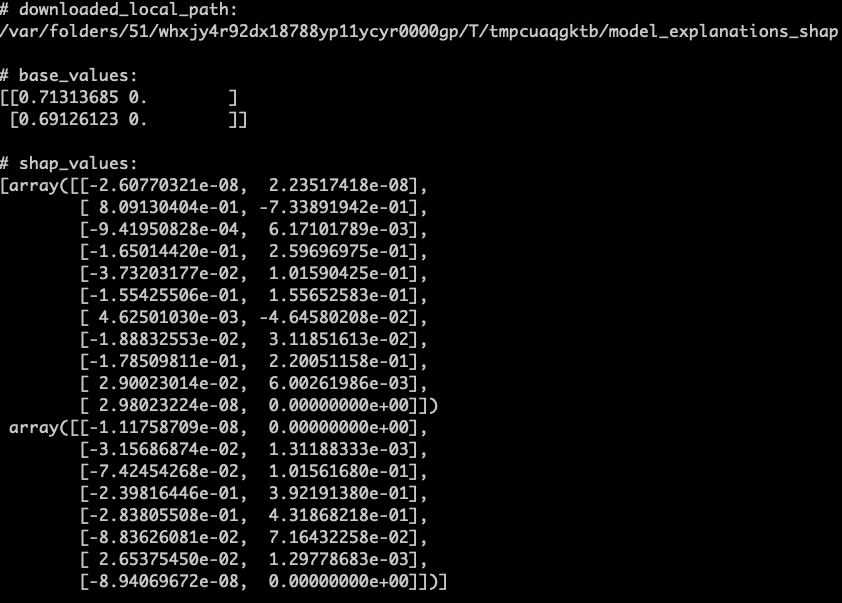 # downloaded_local_path:
/var/folders/51/whxjy4r92dx18788yp11ycyr0000gp/T/tmpcuaqgktb/model_explanations_shap
# base_values:
[[0.71313685 0.        ]
 [0.69126123 0.        ]]
# shap_values:
[array([[-2.60770321e-08,  2.23517418e-08],
       [ 8.09130404e-01, -7.33891942e-01],
       [-9.41950828e-04,  6.17101789e-03],
       [-1.65014420e-01,  2.59696975e-01],
       [-3.73203177e-02,  1.01590425e-01],
       [-1.55425506e-01,  1.55652583e-01],
       [ 4.62501030e-03, -4.64580208e-02],
       [-1.88832553e-02,  3.11851613e-02],
       [-1.78509811e-01,  2.20051158e-01],
       [ 2.90023014e-02,  6.00261986e-03],
       [ 2.98023224e-08,  0.00000000e+00]])
 array([[-1.11758709e-08,  0.00000000e+00],
       [-3.15686874e-02,  1.31188333e-03],
       [-7.42454268e-02,  1.01561680e-01],
       [-2.39816446e-01,  3.92191380e-01],
       [-2.83805508e-01,  4.31868218e-01],
       [-8.83626081e-02,  7.16432258e-02],
       [ 2.65375450e-02,  1.29778683e-03],
       [-8.94069672e-08,  0.00000000e+00]])]